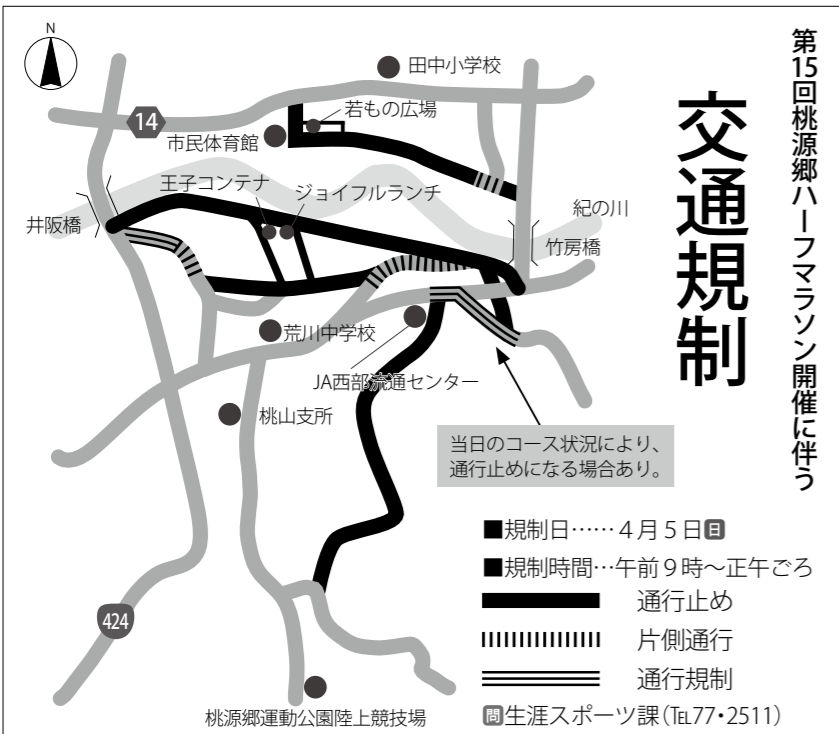 第15回桃源郷ハーフマラソン開催に伴う
交通規制
N
田中小学校
14
若もの広場
市民体育館
王子コンテナ
ジョイフルランチ
紀の川
井阪橋
竹房橋
荒川中学校
JA西部流通センター
桃山支所
当日のコース状況により、
通行止めになる場合あり。
424
桃源郷運動公園陸上競技場
■規制日……４月５日日
■規制時間…午前９時～正午ごろ
通行止め
片側通行
通行規制
問生涯スポーツ課（℡77・2511）